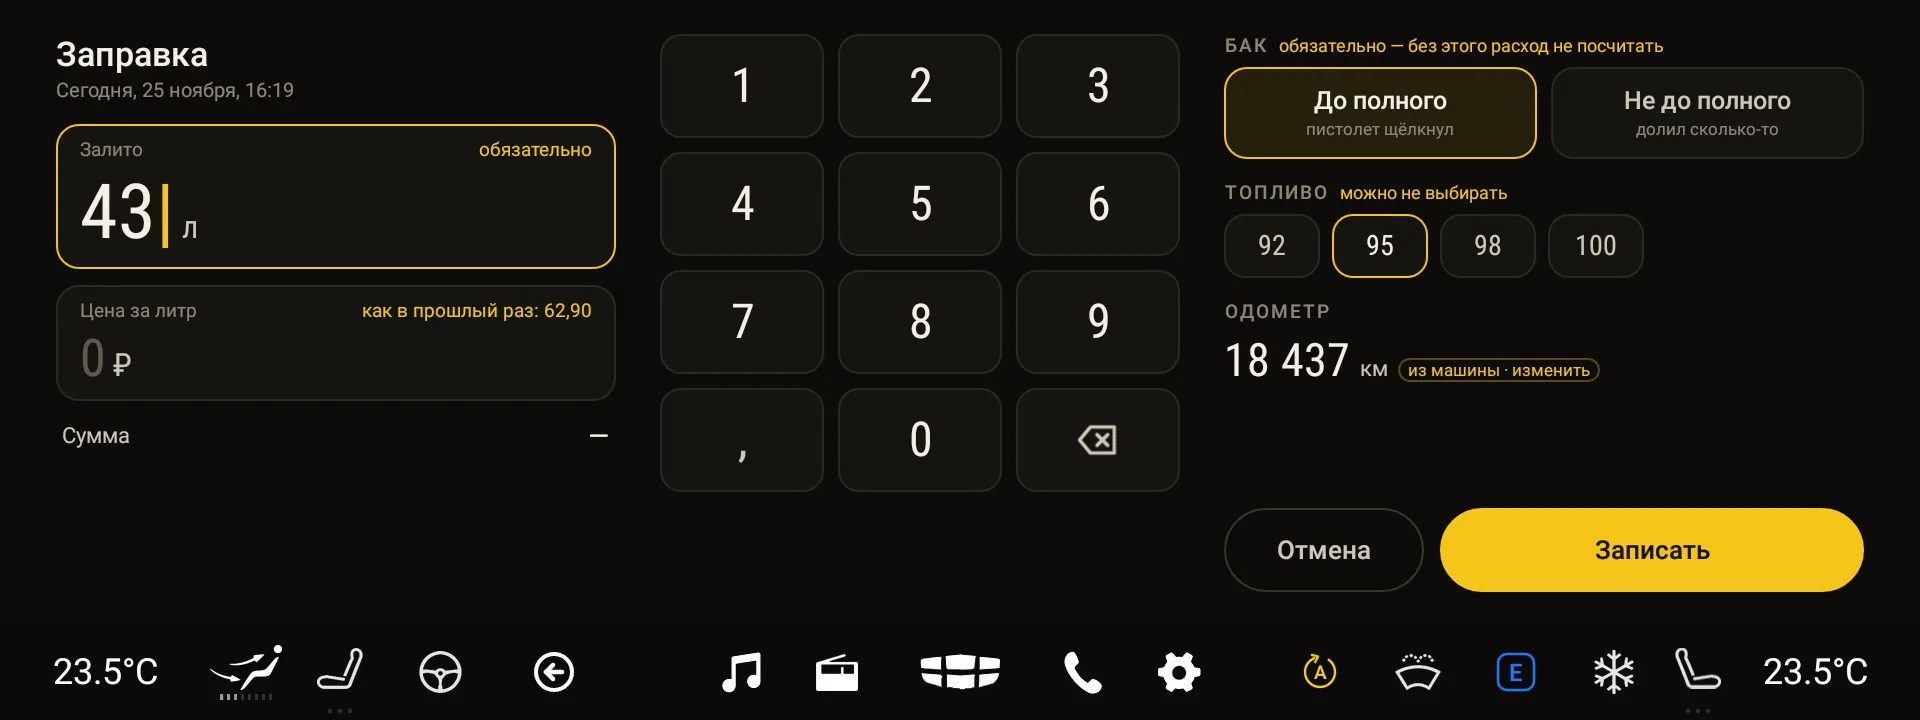 Заправка
Сегодня, 25 ноября, 16:19
Залито обязательно
43 л
Цена за литр как в прошлый раз: 62,90
0 ₽
Сумма —
1 2 3
4 5 6
7 8 9
, 0
БАК обязательно — без этого расход не посчитать
До полного
пистолет щёлкнул
Не до полного
долил сколько-то
ТОПЛИВО можно не выбирать
92 95 98 100
ОДОМЕТР
18 437 км из машины · изменить
Отмена Записать
23.5°C A E 23.5°C